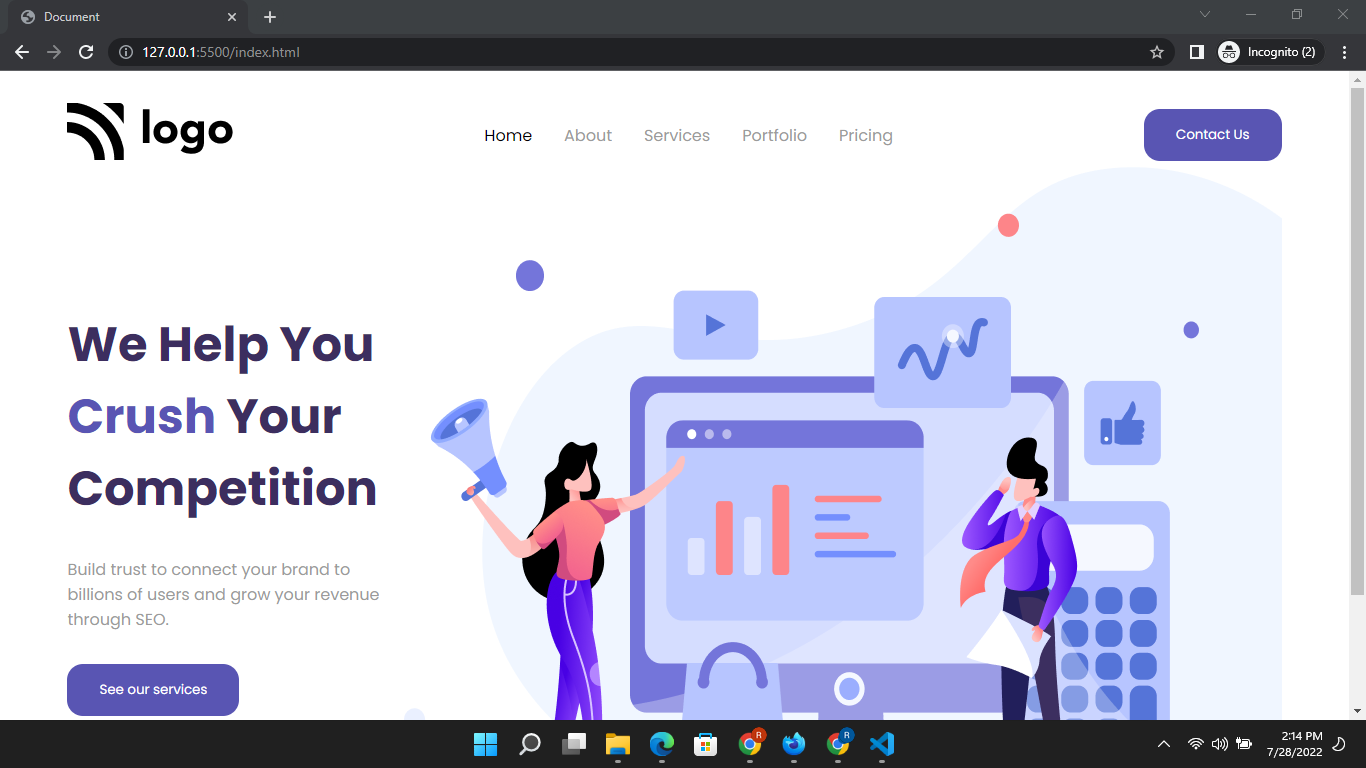 Document
127.0.0.1:5500/index.html
Incognito (2)
logo
Home About Services Portfolio Pricing
Contact Us
We Help You
Crush Your
Competition
Build trust to connect your brand to
billions of users and grow your revenue
through SEO.
See our services
R
R
2:14 PM
7/28/2022